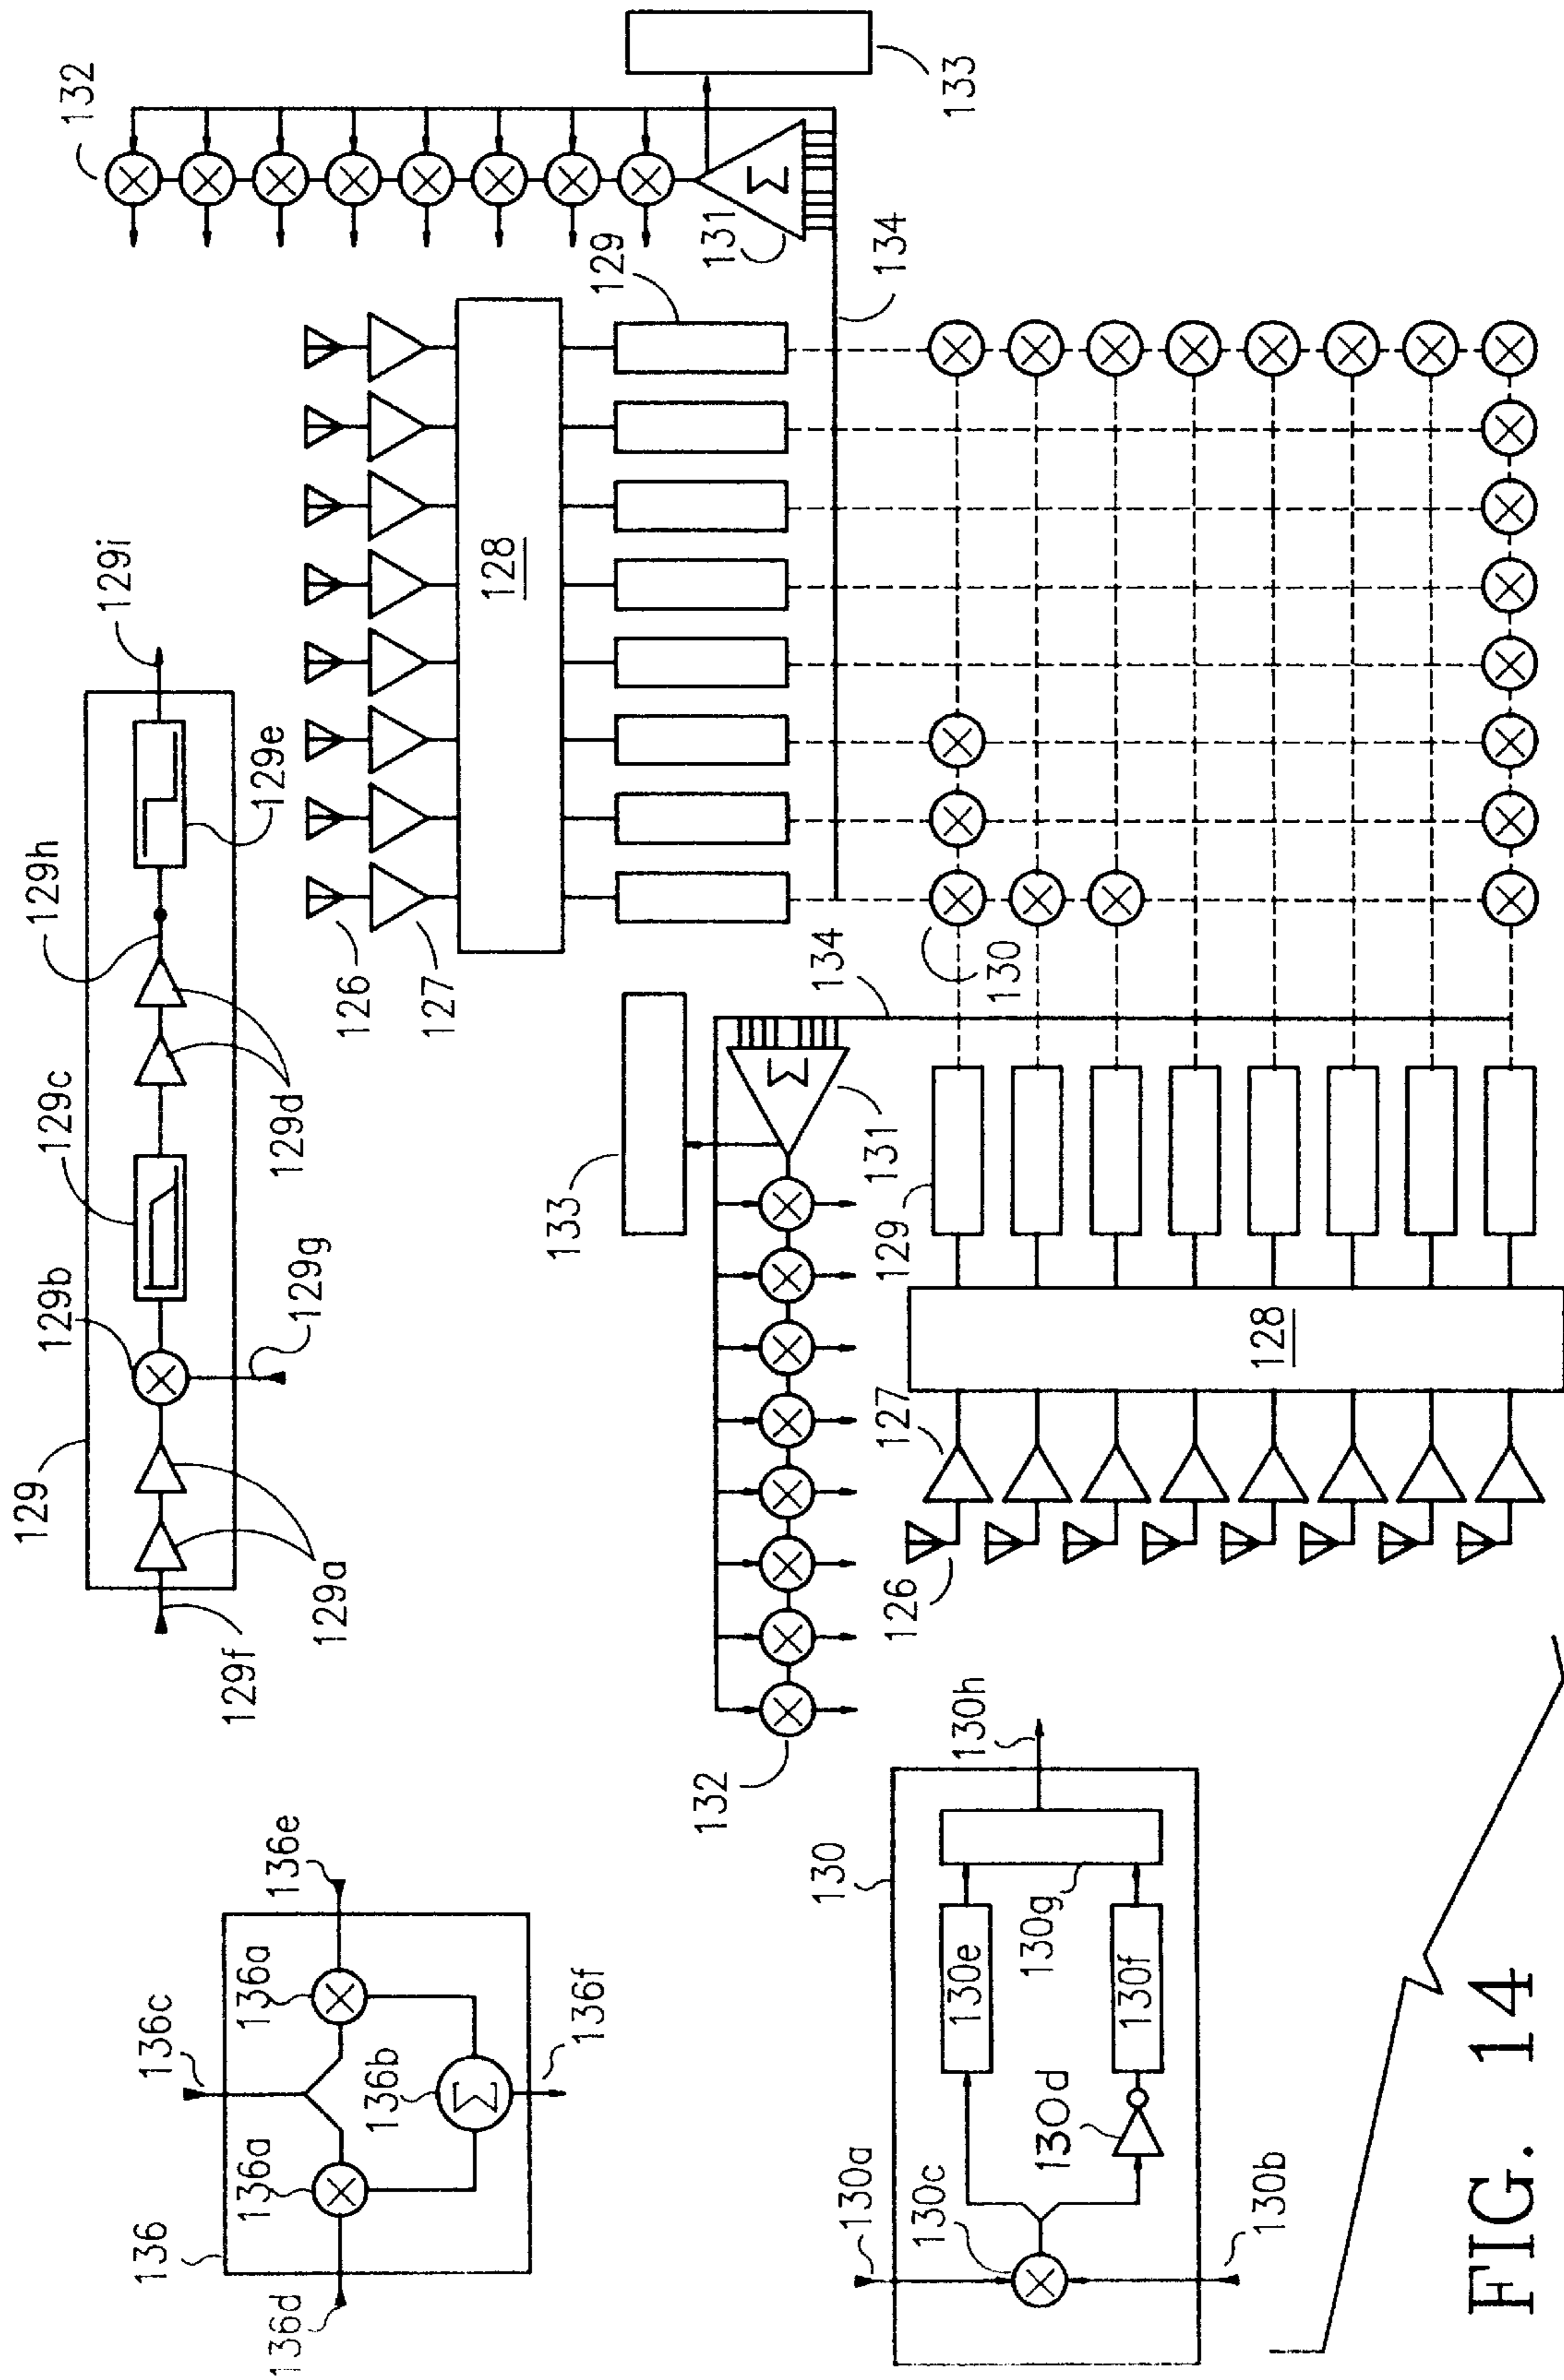 136
136d
136a
136c
136a
136e
136b
136f
129
129f
129a
129b
129g
129c
129d
129h
129e
129i
130
130a
130c
130b
130d
130e
130f
130g
130h
132
133
131
Σ
134
126
127
128
129
132
133
131
Σ
134
126
127
128
129
130
FIG. 14